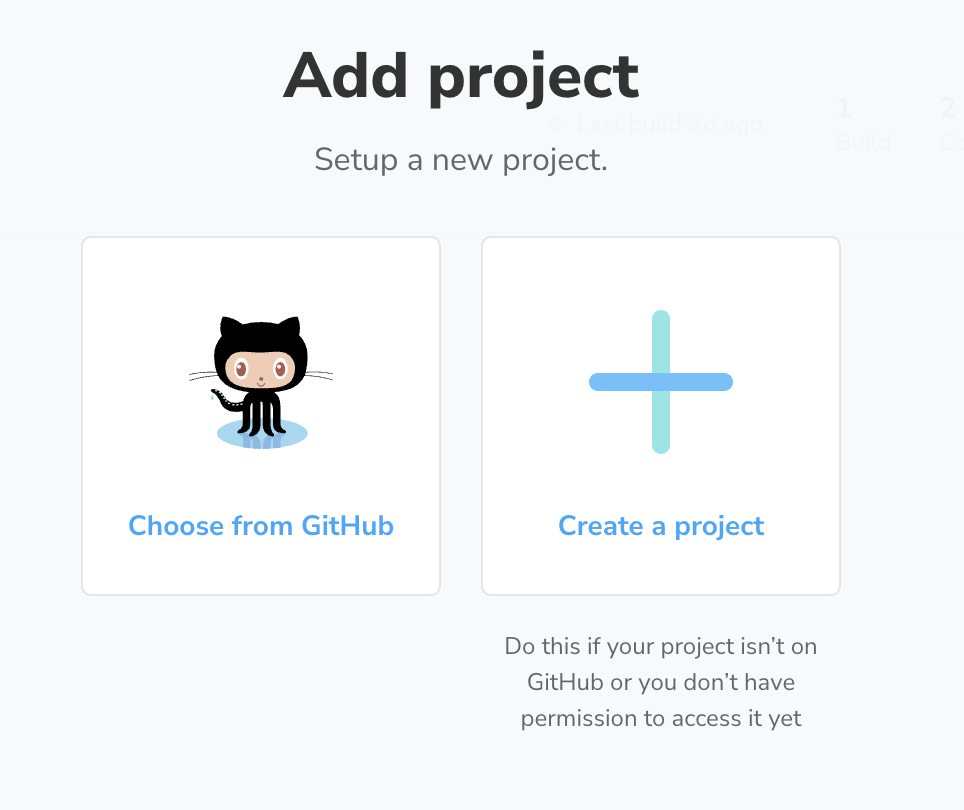 Add project
Last build 2d ago
1
2
Build
Setup a new project.
Choose from GitHub
Create a project
Do this if your project isn’t on
GitHub or you don’t have
permission to access it yet